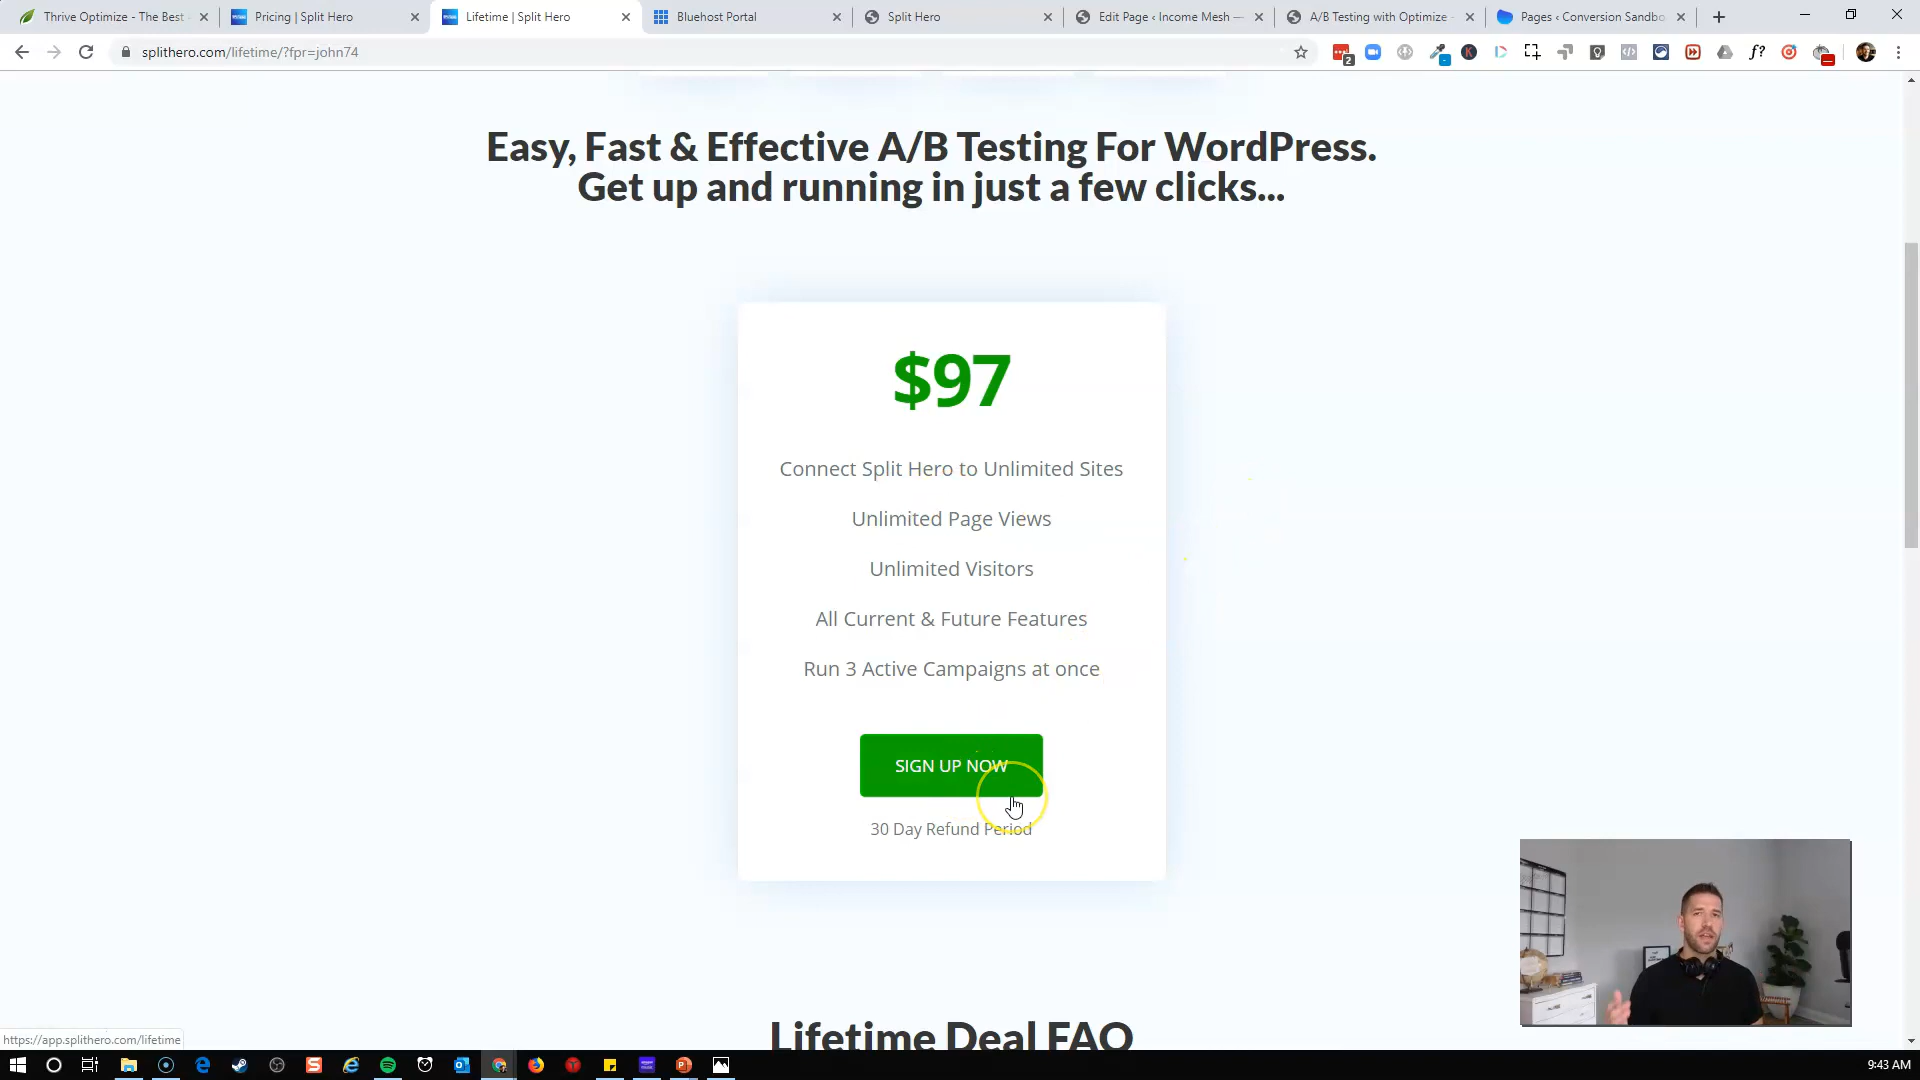 Thrive Optimize - The Best
Pricing | Split Hero
Lifetime | Split Hero
Bluehost Portal
Split Hero
Edit Page ‹ Income Mesh —
A/B Testing with Optimize
Pages ‹ Conversion Sandbo
splithero.com/lifetime/?fpr=john74
2
f?
Easy, Fast & Effective A/B Testing For WordPress.
Get up and running in just a few clicks...
$97
Connect Split Hero to Unlimited Sites
Unlimited Page Views
Unlimited Visitors
All Current & Future Features
Run 3 Active Campaigns at once
SIGN UP NOW
30 Day Refund Period
Lifetime Deal FAQ
https://app.splithero.com/lifetime
9:43 AM